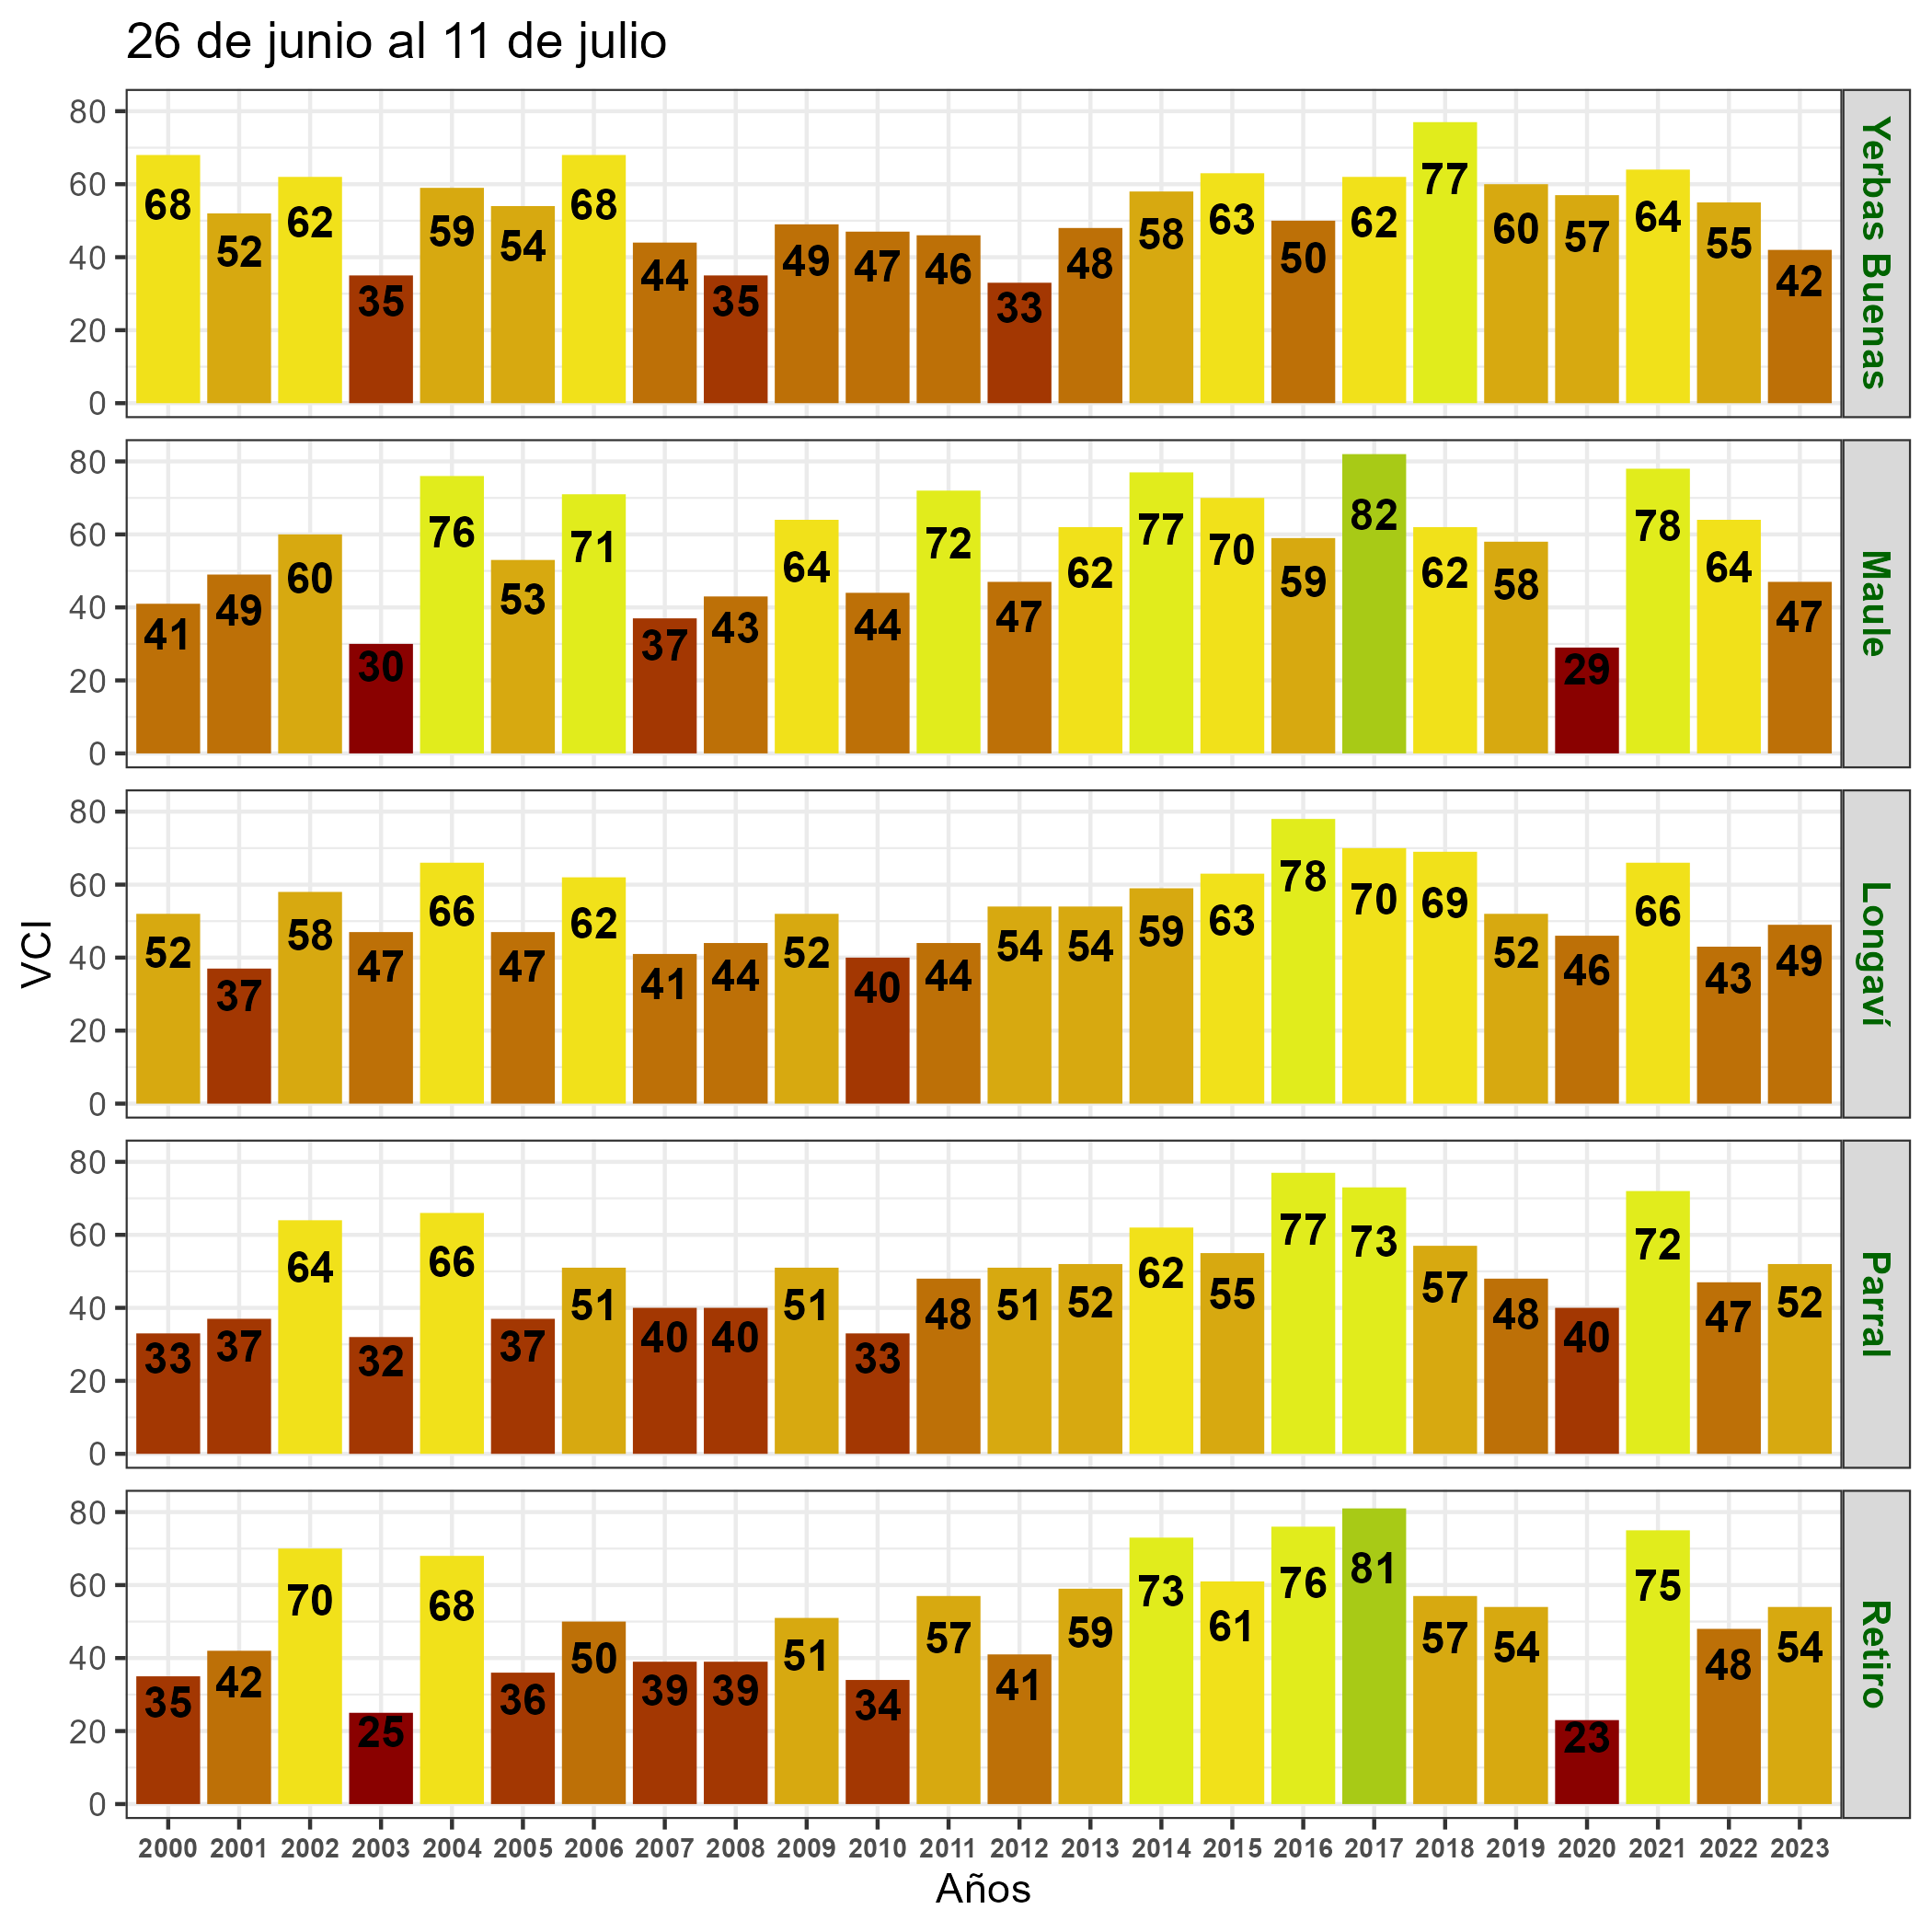 26 de junio al 11 de julio
VCI
80
60
40
20
0
68 52 62 35 59 54 68 44 35 49 47 46 33 48 58 63 50 62 77 60 57 64 55 42
Yerbas Buenas
80
60
40
20
0
41 49 60 30 76 53 71 37 43 64 44 72 47 62 77 70 59 82 62 58 29 78 64 47
Maule
80
60
40
20
0
52 37 58 47 66 47 62 41 44 52 40 44 54 54 59 63 78 70 69 52 46 66 43 49
Longaví
80
60
40
20
0
33 37 64 32 66 37 51 40 40 51 33 48 51 52 62 55 77 73 57 48 40 72 47 52
Parral
80
60
40
20
0
35 42 70 25 68 36 50 39 39 51 34 57 41 59 73 61 76 81 57 54 23 75 48 54
Retiro
2000 2001 2002 2003 2004 2005 2006 2007 2008 2009 2010 2011 2012 2013 2014 2015 2016 2017 2018 2019 2020 2021 2022 2023
Años